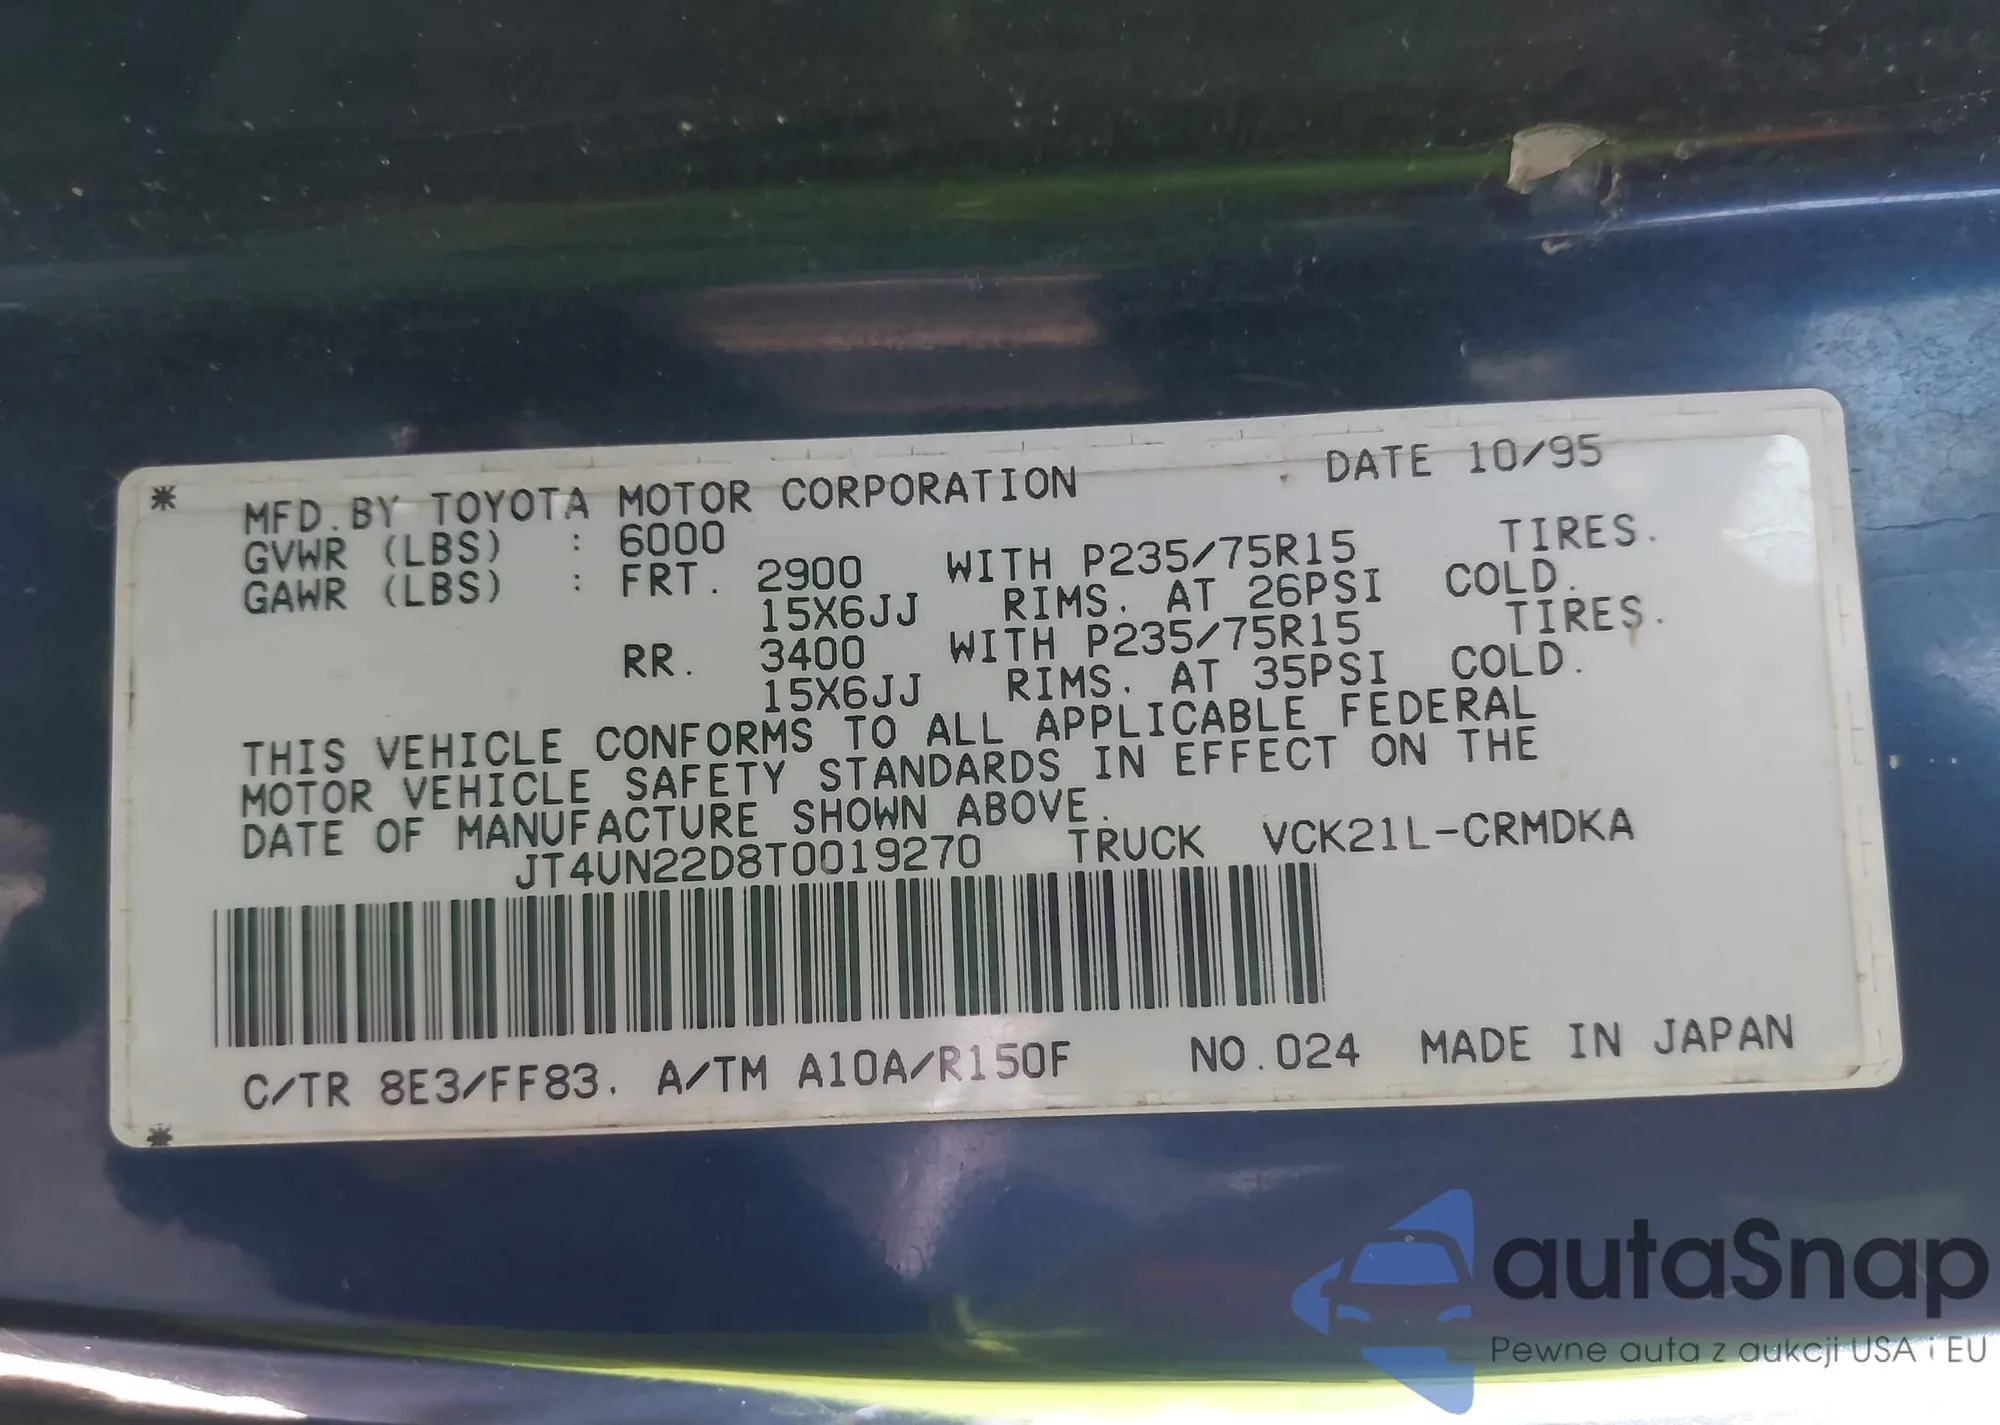 * MFD.BY TOYOTA MOTOR CORPORATION DATE 10/95
GVWR (LBS) : 6000
GAWR (LBS) : FRT. 2900 WITH P235/75R15 TIRES.
15X6JJ RIMS. AT 26PSI COLD.
RR. 3400 WITH P235/75R15 TIRES.
15X6JJ RIMS. AT 35PSI COLD.
THIS VEHICLE CONFORMS TO ALL APPLICABLE FEDERAL
MOTOR VEHICLE SAFETY STANDARDS IN EFFECT ON THE
DATE OF MANUFACTURE SHOWN ABOVE.
JT4UN22D8T0019270 TRUCK VCK21L-CRMDKA
C/TR 8E3/FF83. A/TM A10A/R150F NO.024 MADE IN JAPAN
*
autaSnap
Pewne auta z aukcji USA i EU